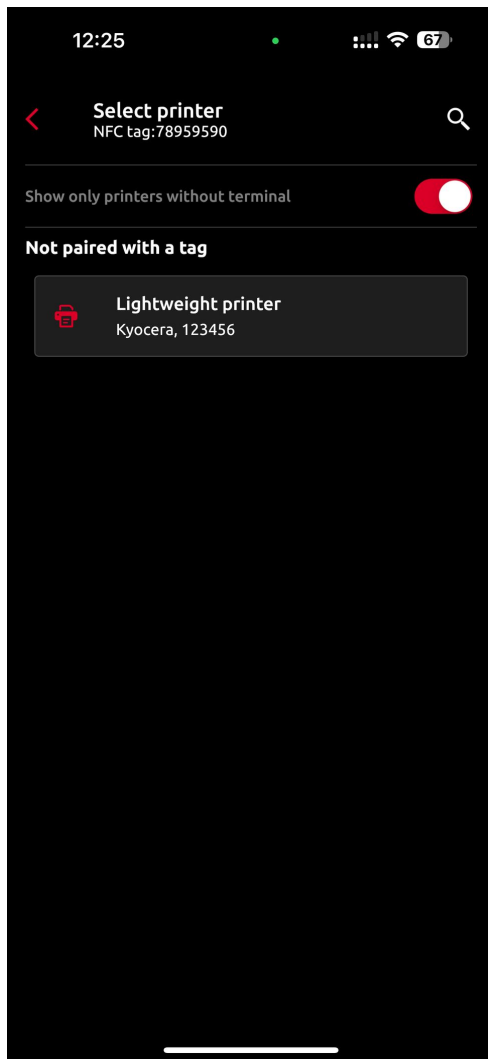 12:25
67
Select printer
NFC tag:78959590
Show only printers without terminal
Not paired with a tag
Lightweight printer
Kyocera, 123456